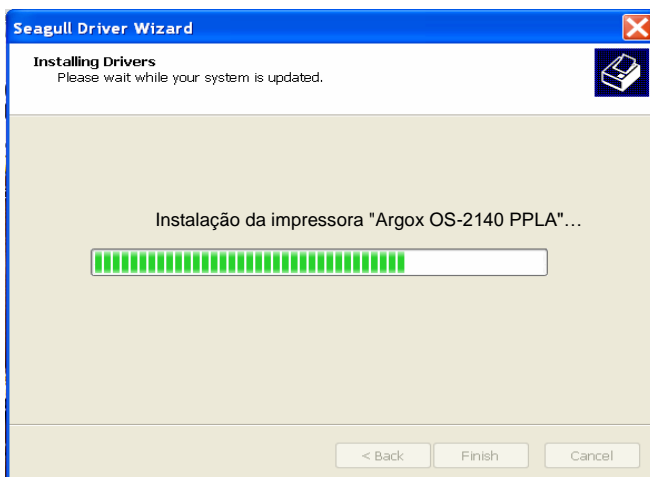 Seagull Driver Wizard
Installing Drivers
Please wait while your system is updated.
Instalação da impressora "Argox OS-2140 PPLA"…
< Back Finish Cancel